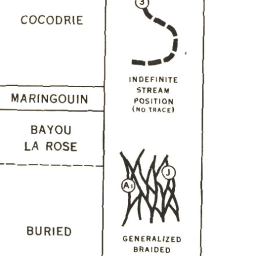 3
COCODRIE
INDEFINITE
STREAM
POSITION
(NO TRACE)
MARINGOUIN
BAYOU
LA ROSE
J
A1
BURIED
GENERALIZED
BRAIDED